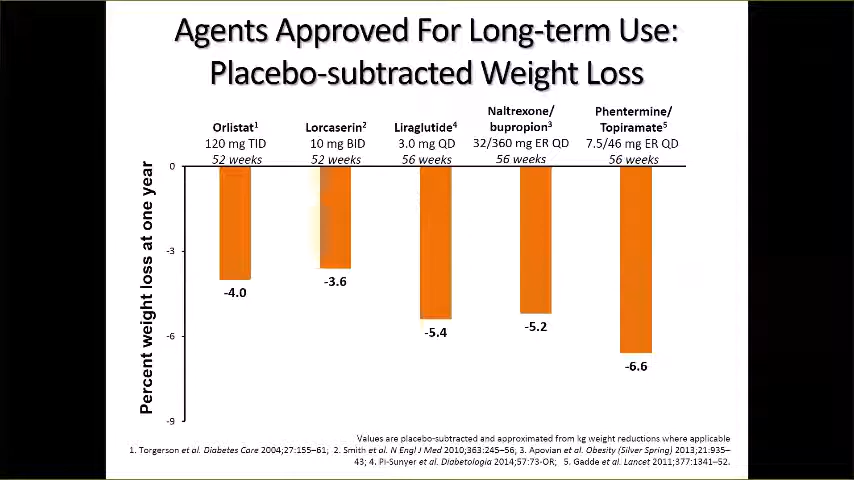 Agents Approved For Long-term Use:
Placebo-subtracted Weight Loss
Orlistat1
120 mg TID
52 weeks
Lorcaserin2
10 mg BID
52 weeks
Liraglutide4
3.0 mg QD
56 weeks
Naltrexone/
bupropion3
32/360 mg ER QD
56 weeks
Phentermine/
Topiramate5
7.5/46 mg ER QD
56 weeks
Percent weight loss at one year
0
-3
-6
-9
-4.0
-3.6
-5.4
-5.2
-6.6
Values are placebo-subtracted and approximated from kg weight reductions where applicable
1. Torgerson et al. Diabetes Care 2004;27:155–61; 2. Smith et al. N Engl J Med 2010;363:245–56; 3. Apovian et al. Obesity (Silver Spring) 2013;21:935–
43; 4. Pi-Sunyer et al. Diabetologia 2014;57:73-OR; 5. Gadde et al. Lancet 2011;377:1341–52.